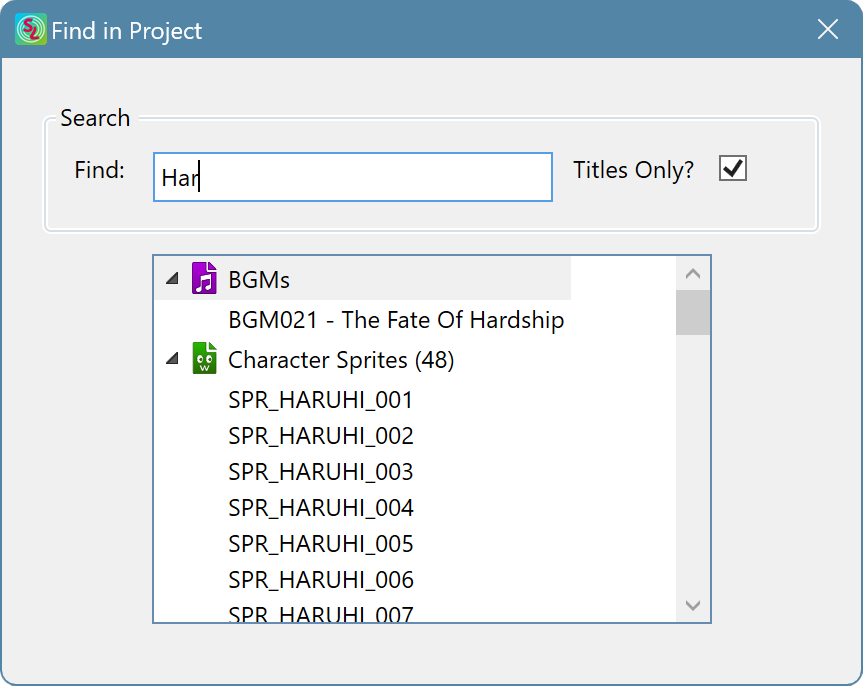 Find in Project
Search
Find: Har Titles Only?
BGMs
BGM021 - The Fate Of Hardship
Character Sprites (48)
SPR_HARUHI_001
SPR_HARUHI_002
SPR_HARUHI_003
SPR_HARUHI_004
SPR_HARUHI_005
SPR_HARUHI_006
SPR_HARUHI_007